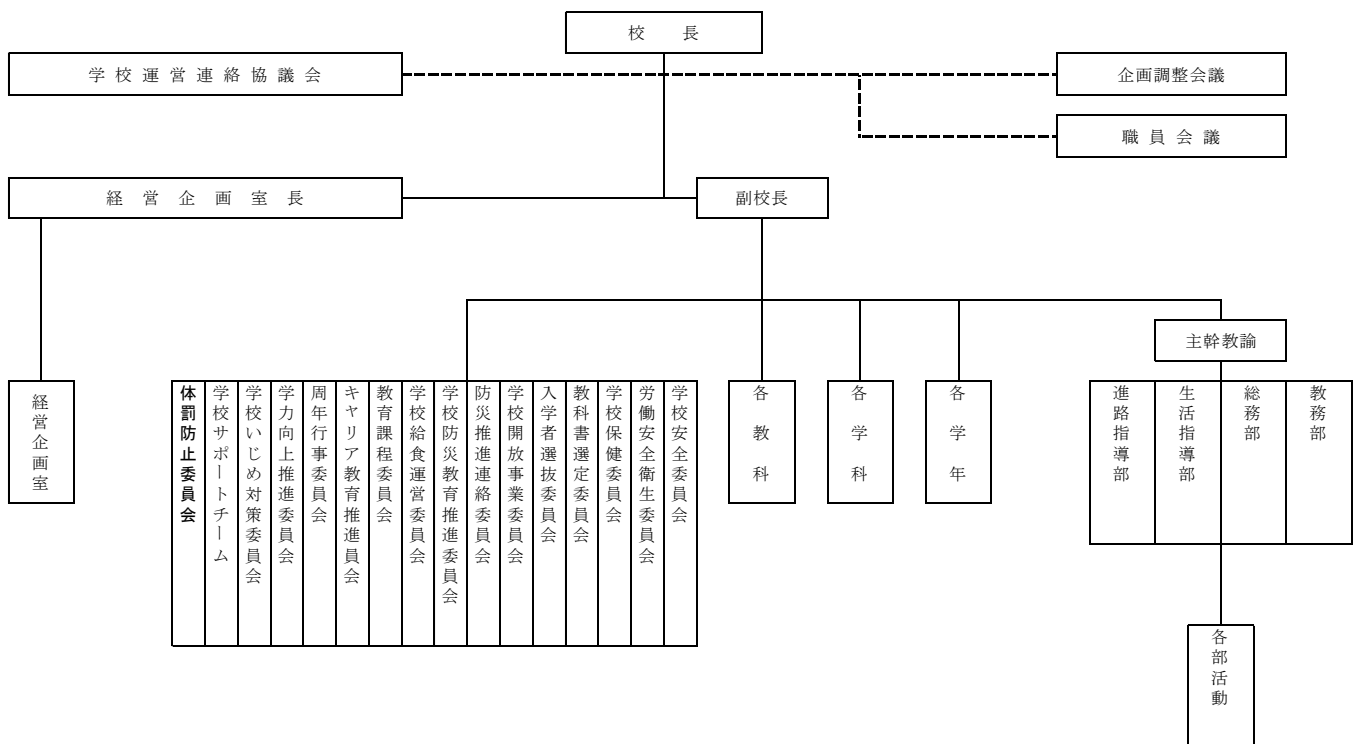 校　　長
学 校 運 営 連 絡 協 議 会
企画調整会議
職 員 会 議
経　営　企　画　室　長
副校長
主幹教諭
経営企画室
体罰防止委員会
学校サポートチーム
学校いじめ対策委員会
学力向上推進委員会
周年行事委員会
キャリア教育推進員会
教育課程委員会
学校給食運営委員会
学校防災教育推進委員会
防災推進連絡委員会
学校開放事業委員会
入学者選抜委員会
教科書選定委員会
学校保健委員会
労働安全衛生委員会
学校安全委員会
各教科
各学科
各学年
進路指導部
生活指導部
総務部
教務部
各部活動